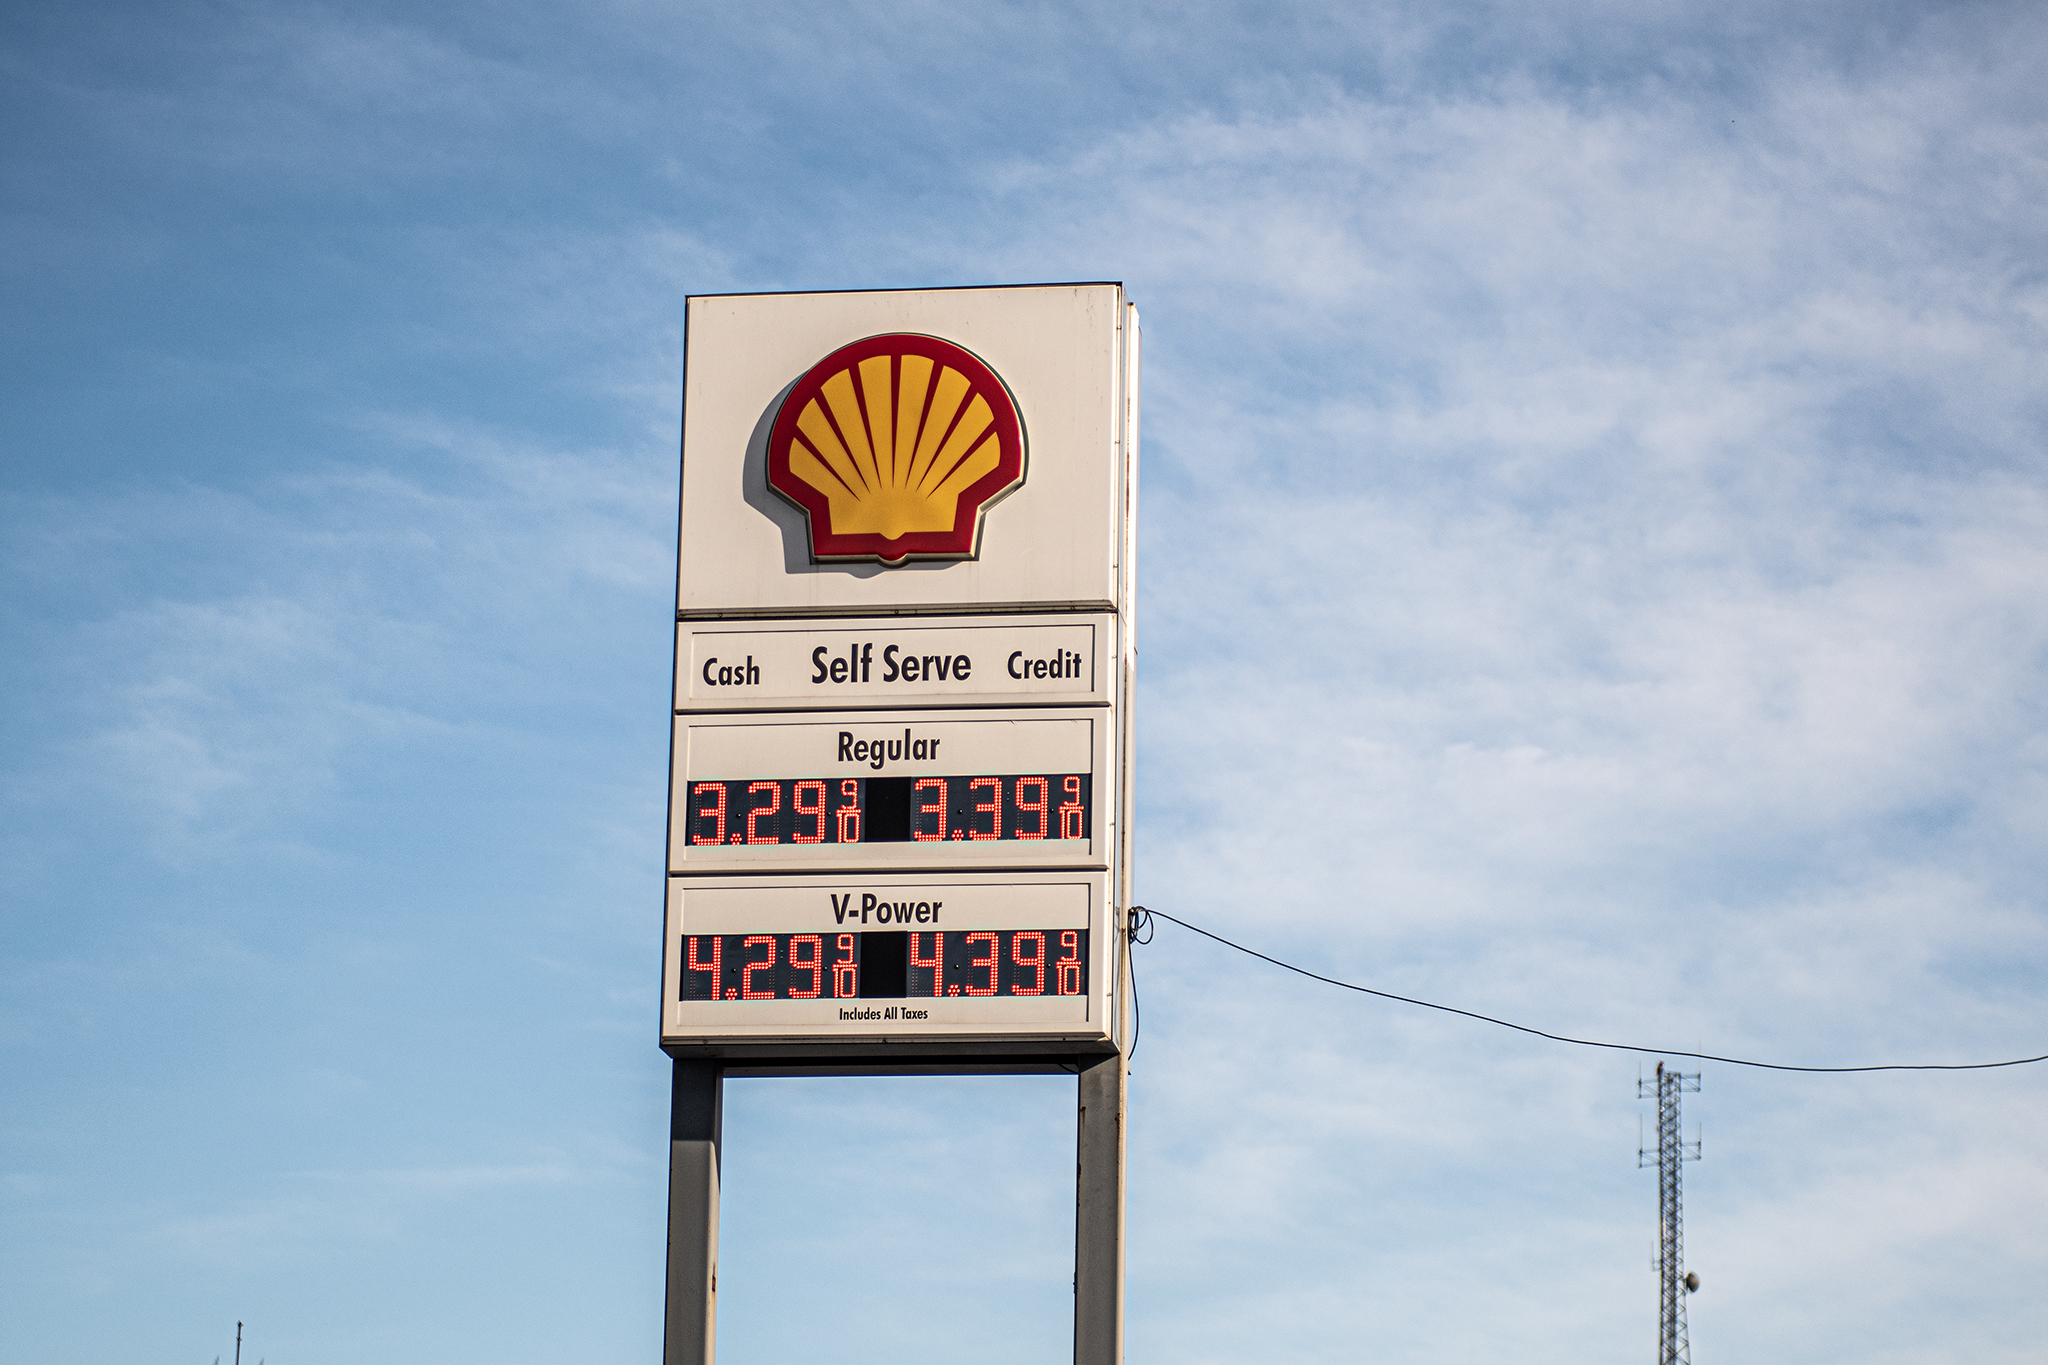 Cash Self Serve Credit
Regular
3.29 9/10 3.39 9/10
V-Power
4.29 9/10 4.39 9/10
Includes All Taxes